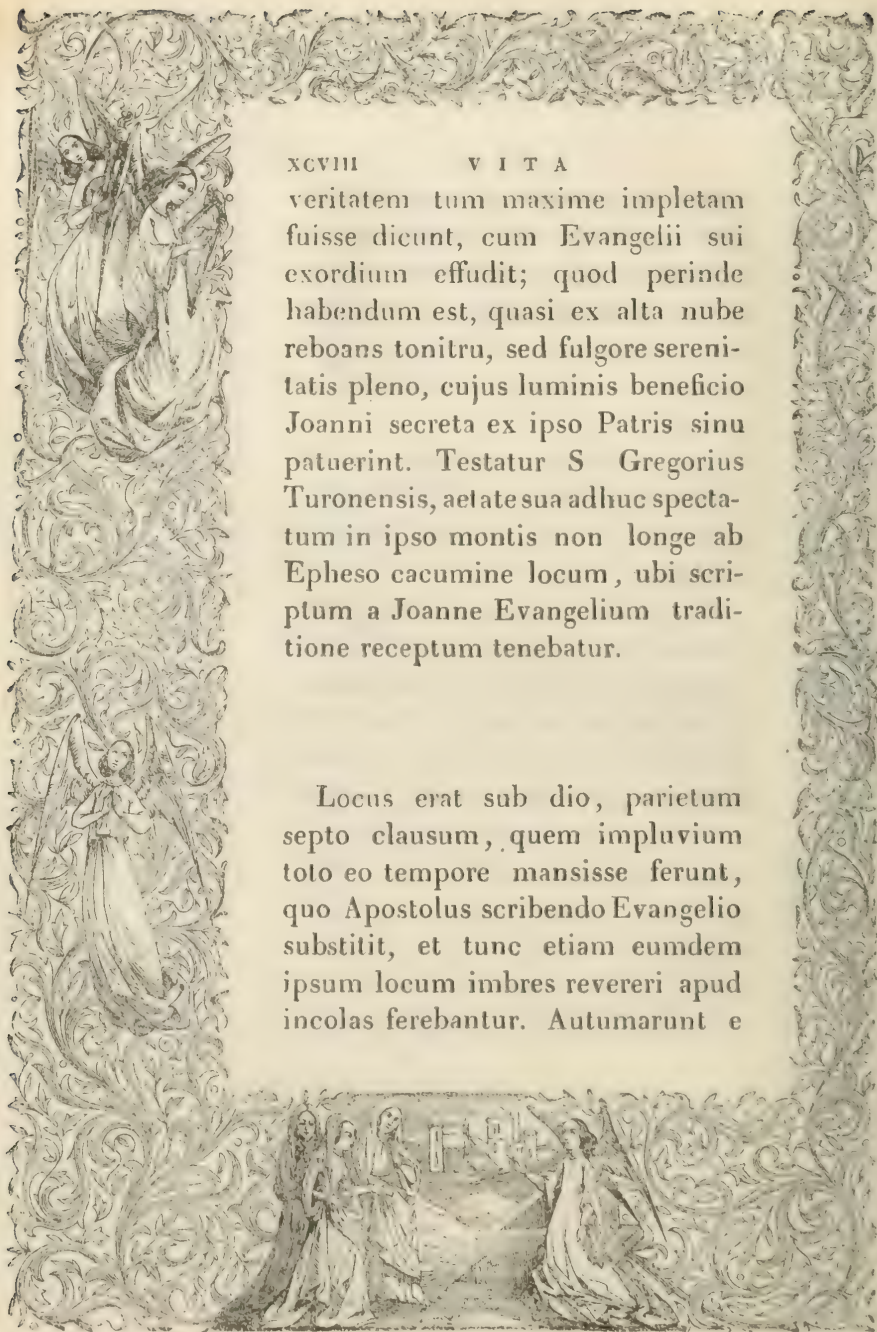 XCVIII VITA
veritatem tum maxime impletam
fuisse dicunt, cum Evangelii sui
exordium effudit; quod perinde
habendum est, quasi ex alta nube
reboans tonitru, sed fulgore sereni-
tatis pleno, cujus luminis beneficio
Joanni secreta ex ipso Patris sinu
patuerint. Testatur S Gregorius
Turonensis, aetate sua adhuc specta-
tum in ipso montis non longe ab
Epheso cacumine locum, ubi scri-
ptum a Joanne Evangelium tradi-
tione receptum tenebatur.
Locus erat sub dio, parietum
septo clausum, quem impluvium
toto eo tempore mansisse ferunt,
quo Apostolus scribendo Evangelio
substitit, et tunc etiam eumdem
ipsum locum imbres revereri apud
incolas ferebantur. Autumarunt e